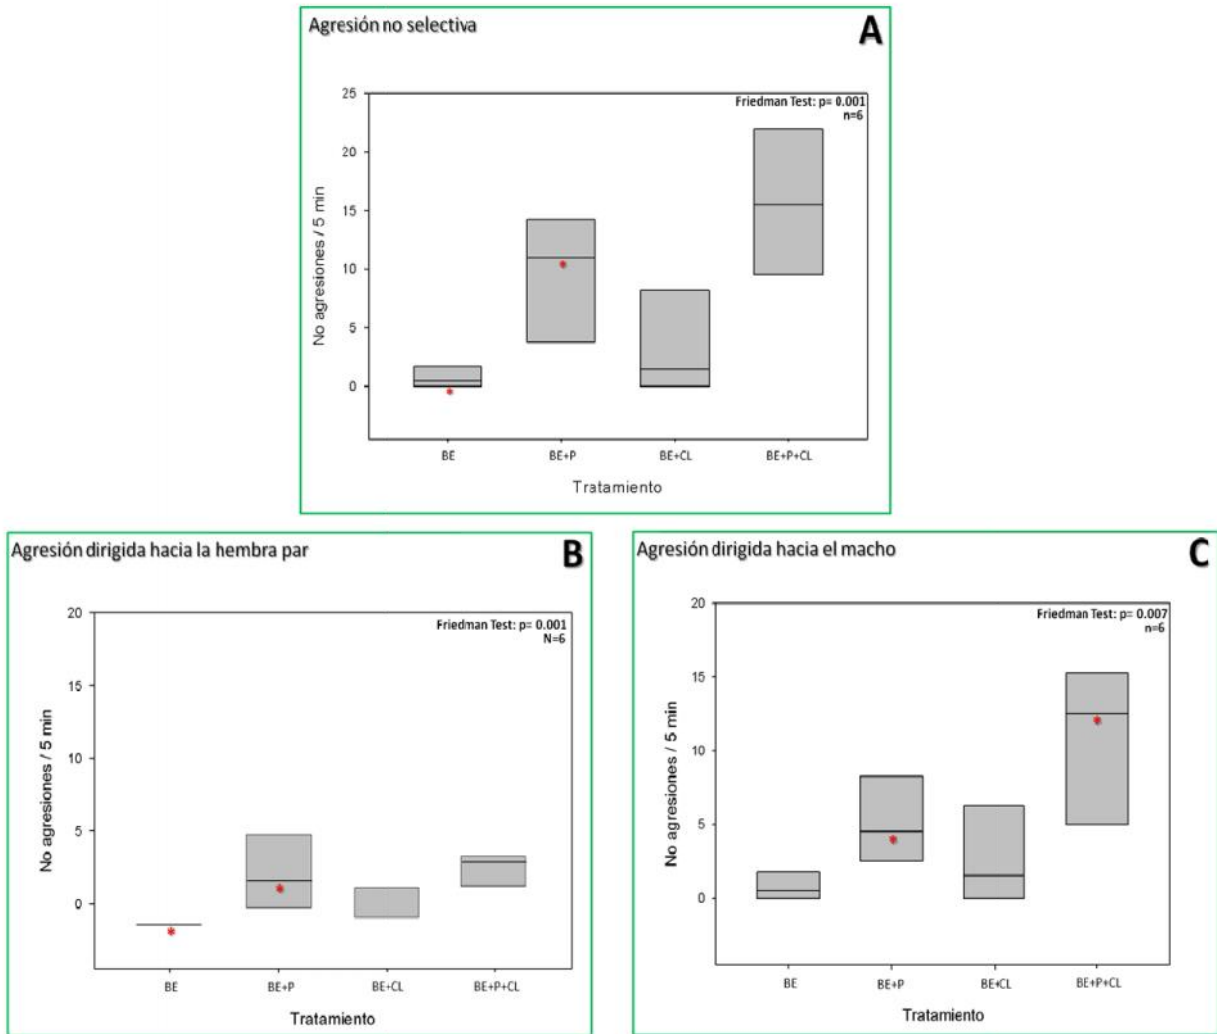 Agresión no selectiva
A
Friedman Test: p= 0.001
n=6
25
20
15
10
5
0
No agresiones / 5 min
BE BE+P BE+CL BE+P+CL
Tratamiento
Agresión dirigida hacia la hembra par
B
Friedman Test: p= 0.001
N=6
20
15
10
5
0
No agresiones / 5 min
BE BE+P BE+CL BE+P+CL
Tratamiento
Agresión dirigida hacia el macho
C
Friedman Test: p= 0.007
n=6
20
15
10
5
0
No agresiones / 5 min
BE BE+P BE+CL BE+P+CL
Tratamiento